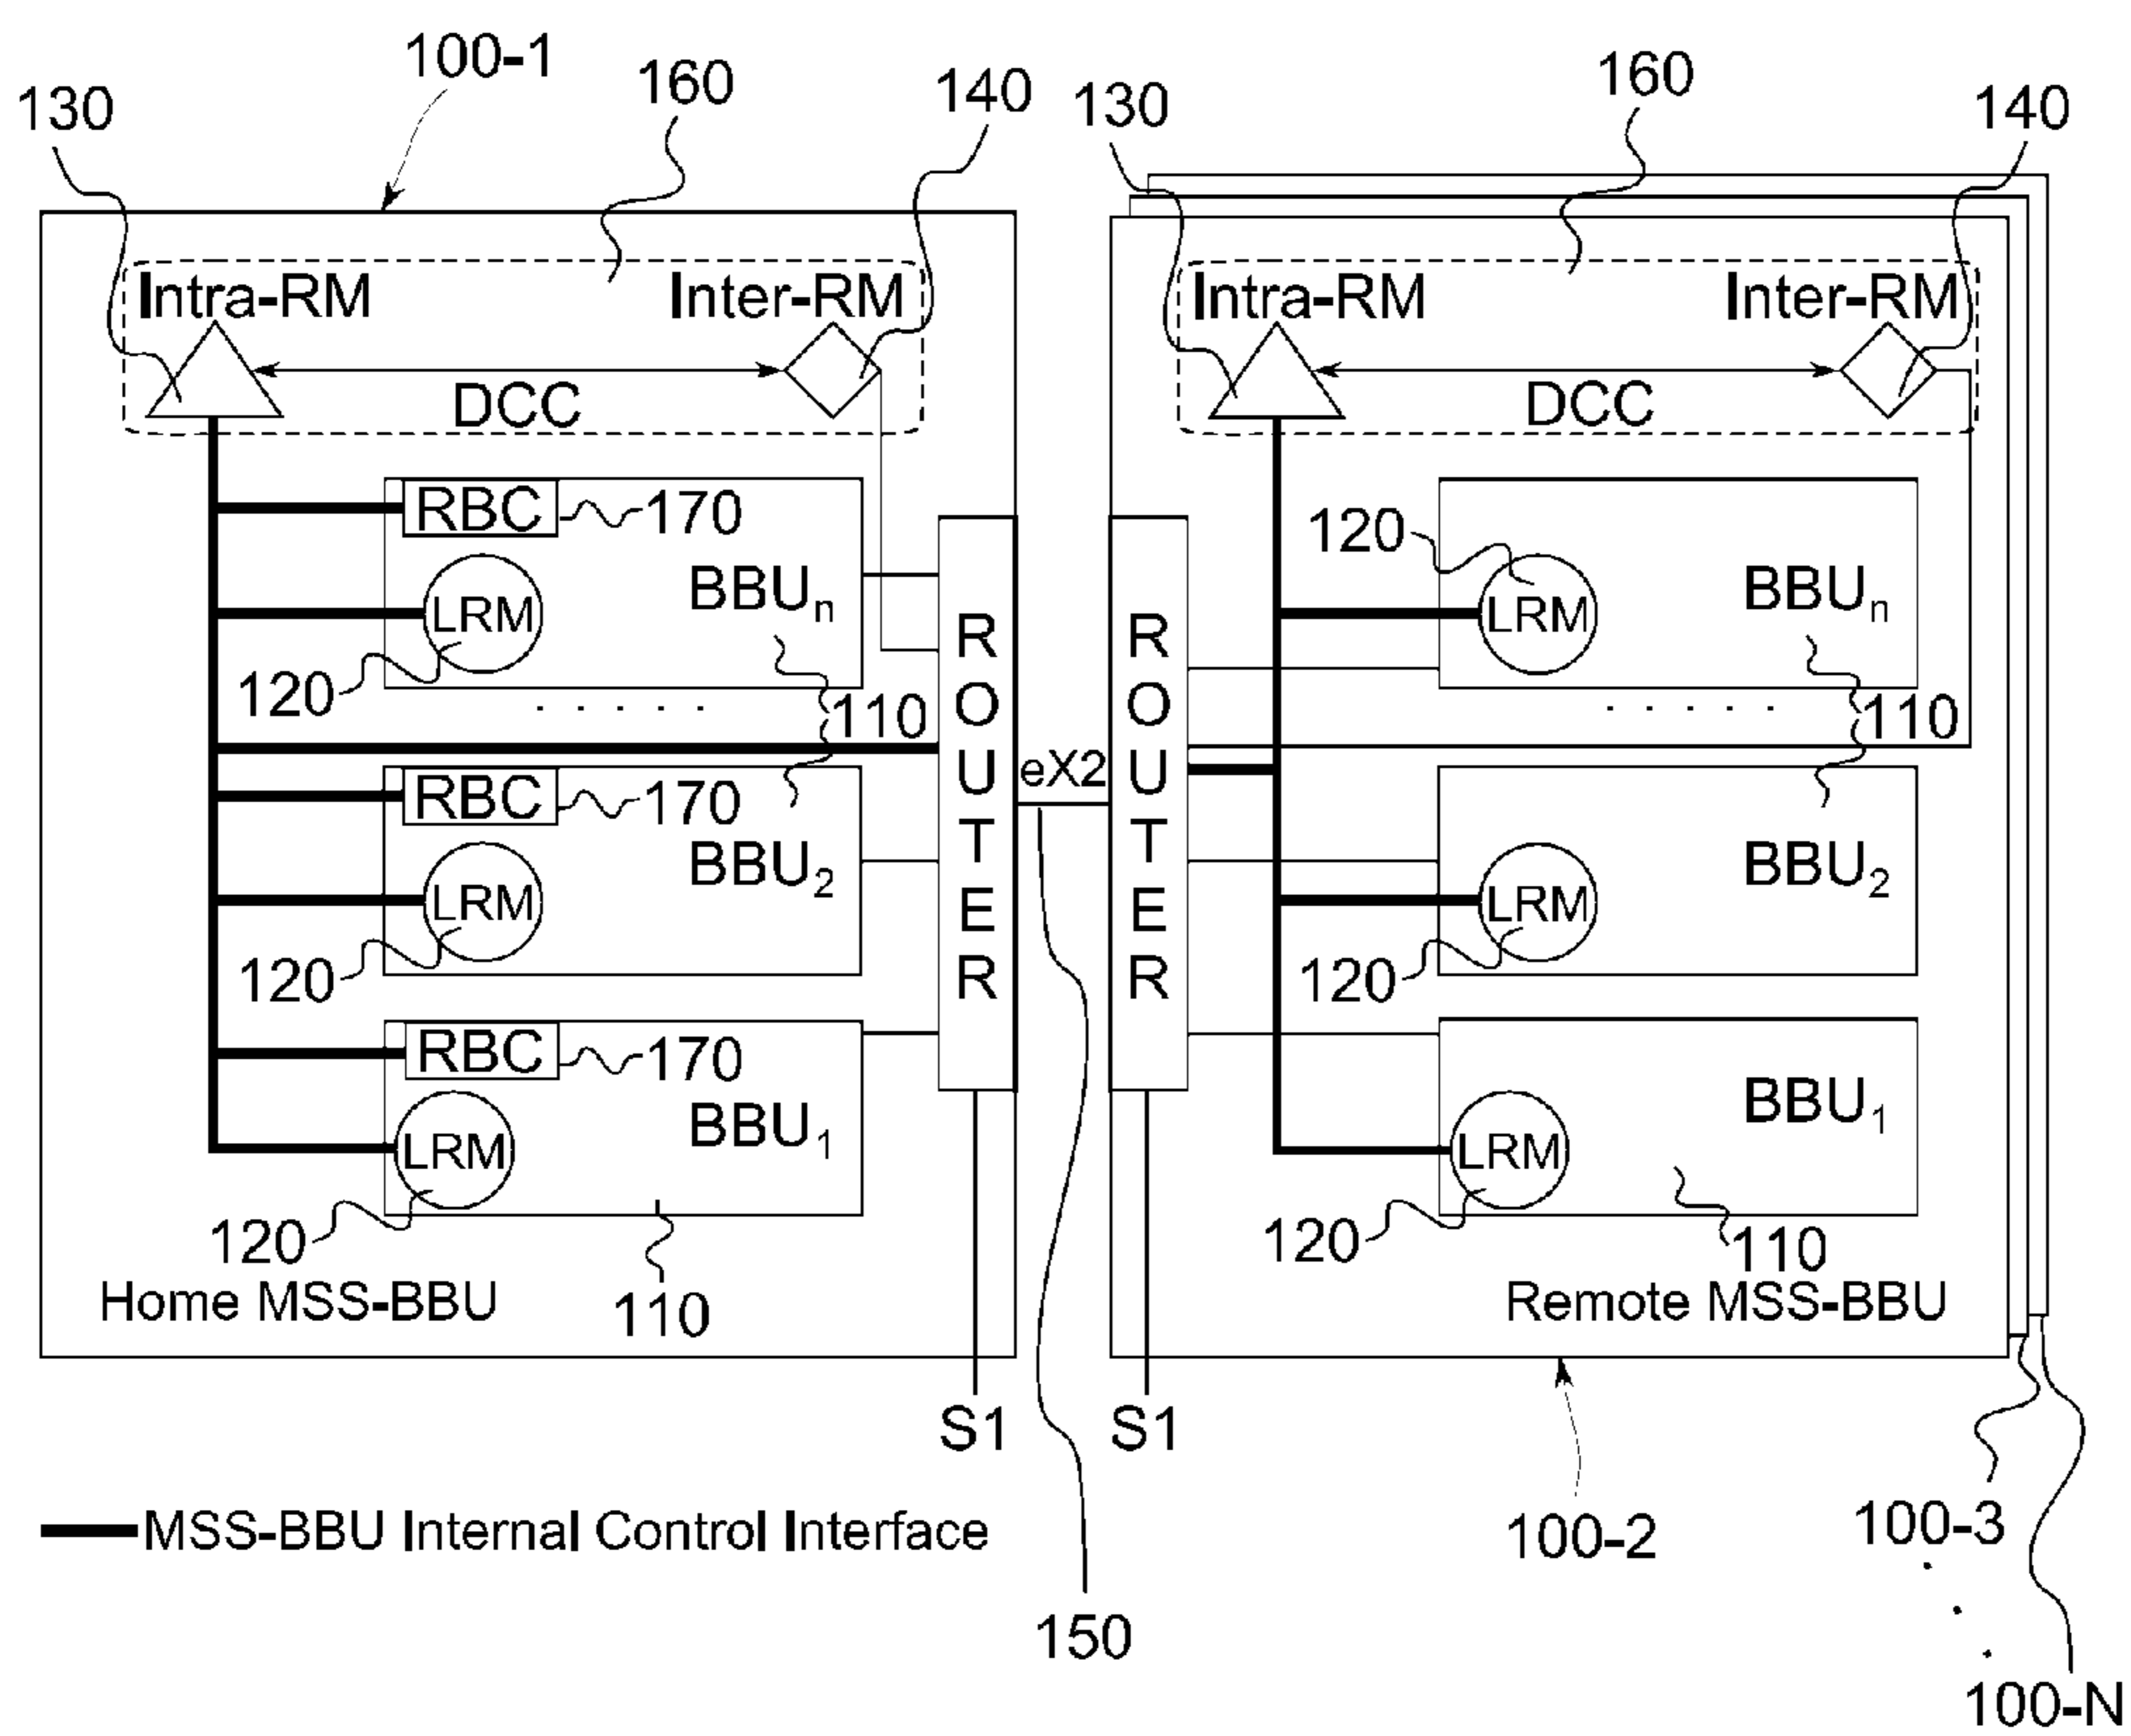 100-1
130
160
140
130
160
140
Intra-RM
Inter-RM
DCC
RBC
170
LRM
BBUn
120
110
RBC
170
LRM
BBU2
120
RBC
170
LRM
BBU1
120
110
Home MSS-BBU
ROUTER
S1
eX2
150
ROUTER
S1
Intra-RM
Inter-RM
DCC
120
LRM
BBUn
110
LRM
BBU2
120
LRM
BBU1
120
110
Remote MSS-BBU
100-2
100-3
100-N
MSS-BBU Internal Control Interface